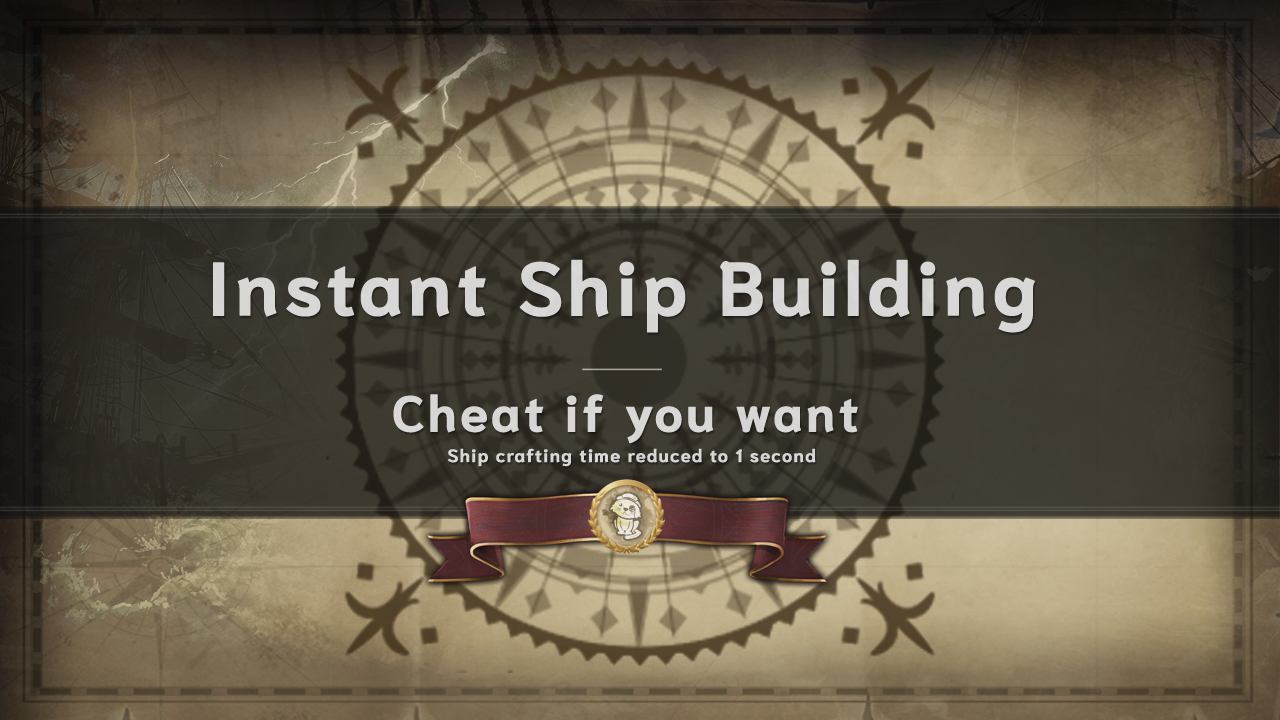 Instant Ship Building
Cheat if you want
Ship crafting time reduced to 1 second